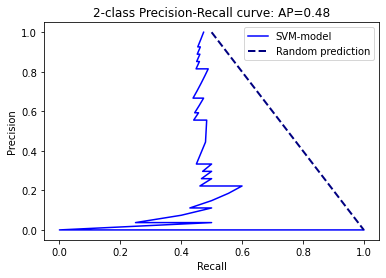 2-class Precision-Recall curve: AP=0.48
SVM-model
Random prediction
1.0
0.8
0.6
0.4
0.2
0.0
Precision
0.0 0.2 0.4 0.6 0.8 1.0
Recall